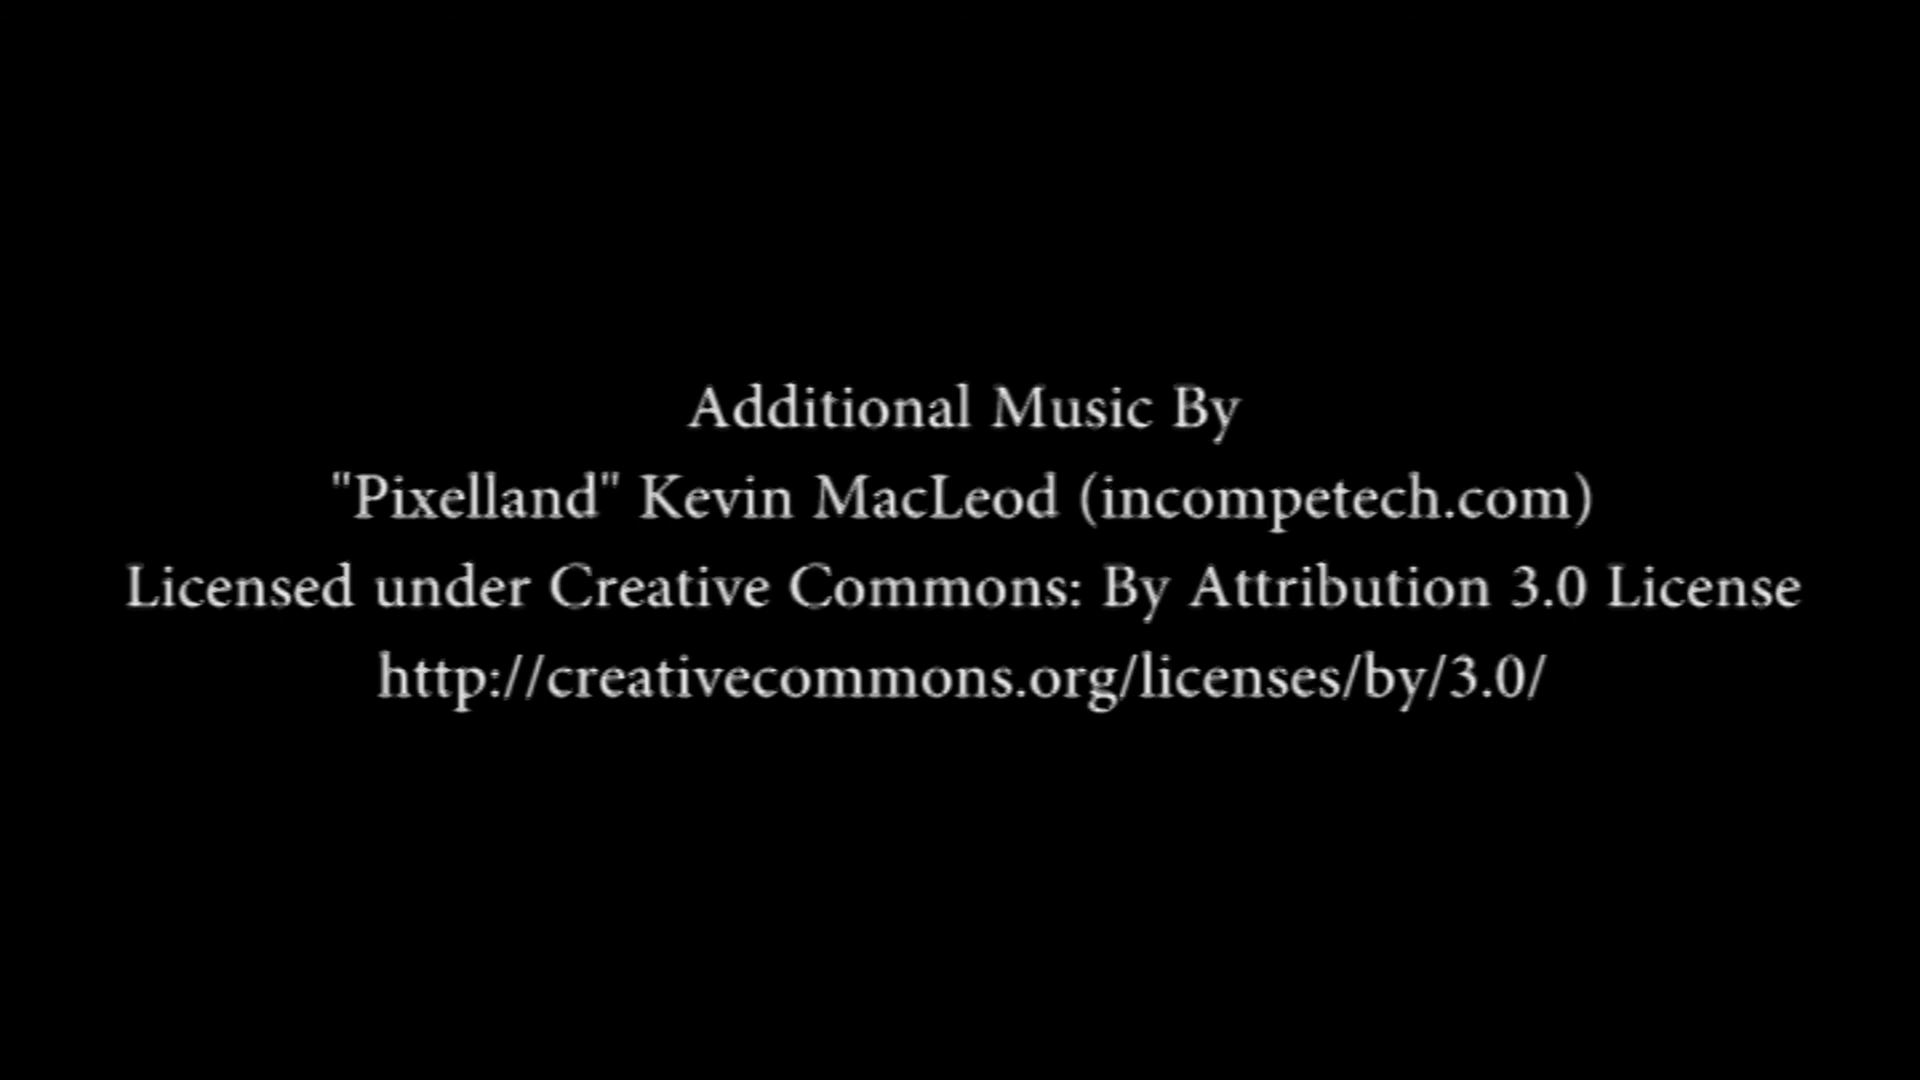 Additional Music By
"Pixelland" Kevin MacLeod (incompetech.com)
Licensed under Creative Commons: By Attribution 3.0 License
http://creativecommons.org/licenses/by/3.0/